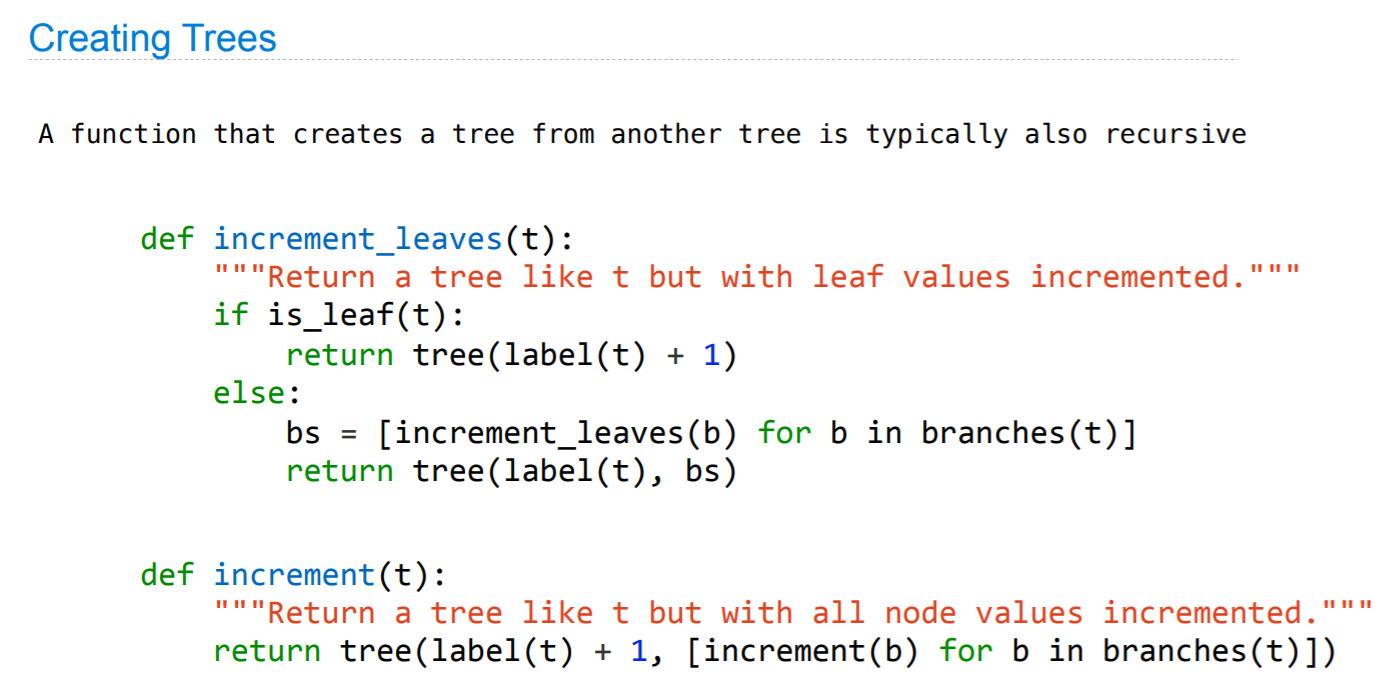 Creating Trees
A function that creates a tree from another tree is typically also recursive
def increment_leaves(t):
    """Return a tree like t but with leaf values incremented."""
    if is_leaf(t):
        return tree(label(t) + 1)
    else:
        bs = [increment_leaves(b) for b in branches(t)]
        return tree(label(t), bs)
def increment(t):
    """Return a tree like t but with all node values incremented."""
    return tree(label(t) + 1, [increment(b) for b in branches(t)])